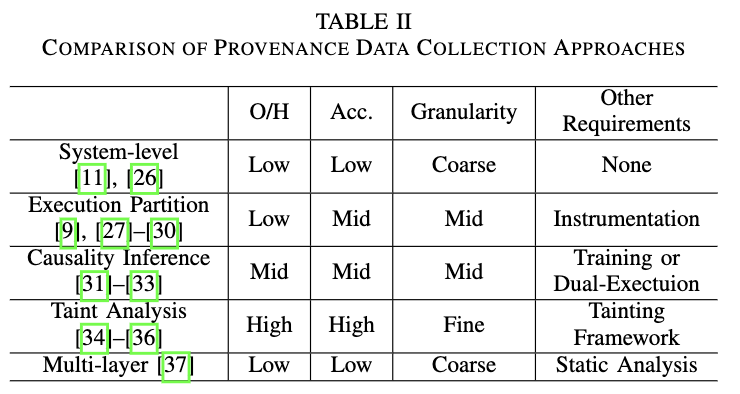 TABLE II
COMPARISON OF PROVENANCE DATA COLLECTION APPROACHES
O/H Acc. Granularity Other Requirements
System-level [11], [26] Low Low Coarse None
Execution Partition [9], [27]–[30] Low Mid Mid Instrumentation
Causality Inference [31]–[33] Mid Mid Mid Training or Dual-Exectuion
Taint Analysis [34]–[36] High High Fine Tainting Framework
Multi-layer [37] Low Low Coarse Static Analysis